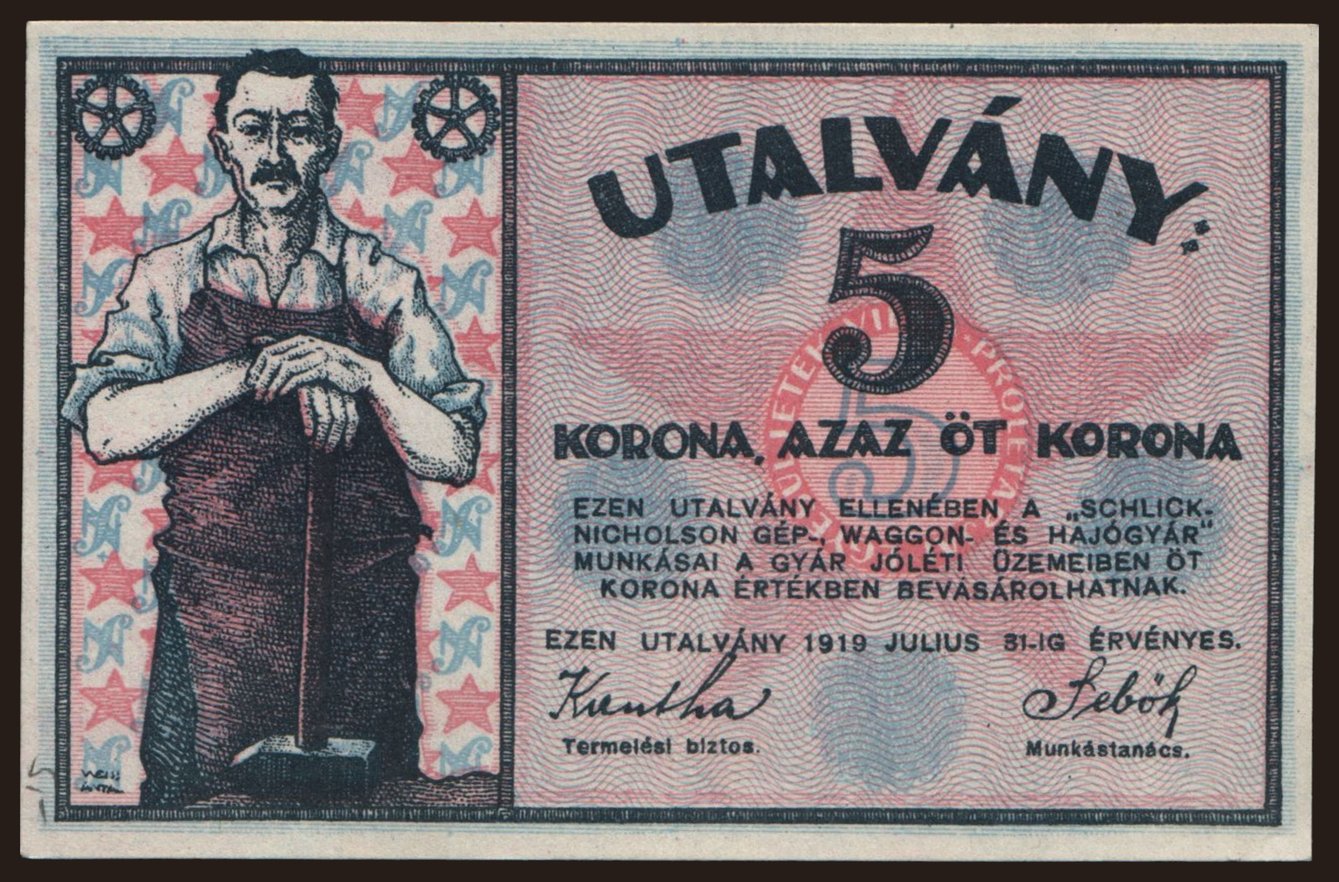 UTALVÁNY:
5
KORONA, AZAZ ÖT KORONA
EZEN UTALVÁNY ELLENÉBEN A „SCHLICK-
NICHOLSON GÉP-, WAGGON- ÉS HAJÓGYÁR"
MUNKÁSAI A GYÁR JÓLÉTI ÜZEMEIBEN ÖT
KORONA ÉRTÉKBEN BEVÁSÁROLHATNAK.
EZEN UTALVÁNY 1919 JULIUS 31-IG ÉRVÉNYES.
Kuntha Sebők
Termelési biztos. Munkástanács.
5